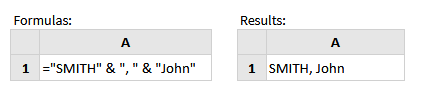 Formulas: Results:
A A
1 ="SMITH" & ", " & "John" 1 SMITH, John